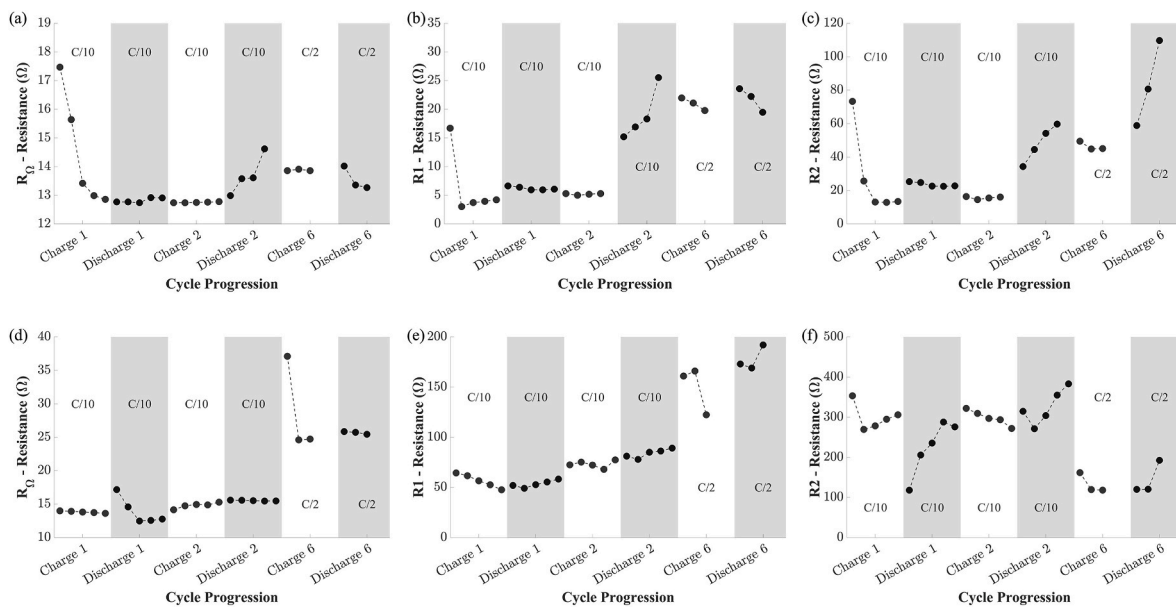 (a)
R_Ω - Resistance (Ω)
19
18
17
16
15
14
13
12
C/10
C/10
C/10
C/10
C/2
C/2
Charge 1
Discharge 1
Charge 2
Discharge 2
Charge 6
Discharge 6
Cycle Progression
(b)
R1 - Resistance (Ω)
35
30
25
20
15
10
5
0
C/10
C/10
C/10
C/10
C/2
C/2
Charge 1
Discharge 1
Charge 2
Discharge 2
Charge 6
Discharge 6
Cycle Progression
(c)
R2 - Resistance (Ω)
120
100
80
60
40
20
0
C/10
C/10
C/10
C/10
C/2
C/2
Charge 1
Discharge 1
Charge 2
Discharge 2
Charge 6
Discharge 6
Cycle Progression
(d)
R_Ω - Resistance (Ω)
40
35
30
25
20
15
10
C/10
C/10
C/10
C/10
C/2
C/2
Charge 1
Discharge 1
Charge 2
Discharge 2
Charge 6
Discharge 6
Cycle Progression
(e)
R1 - Resistance (Ω)
200
150
100
50
0
C/10
C/10
C/10
C/10
C/2
C/2
Charge 1
Discharge 1
Charge 2
Discharge 2
Charge 6
Discharge 6
Cycle Progression
(f)
R2 - Resistance (Ω)
500
400
300
200
100
0
C/10
C/10
C/10
C/10
C/2
C/2
Charge 1
Discharge 1
Charge 2
Discharge 2
Charge 6
Discharge 6
Cycle Progression